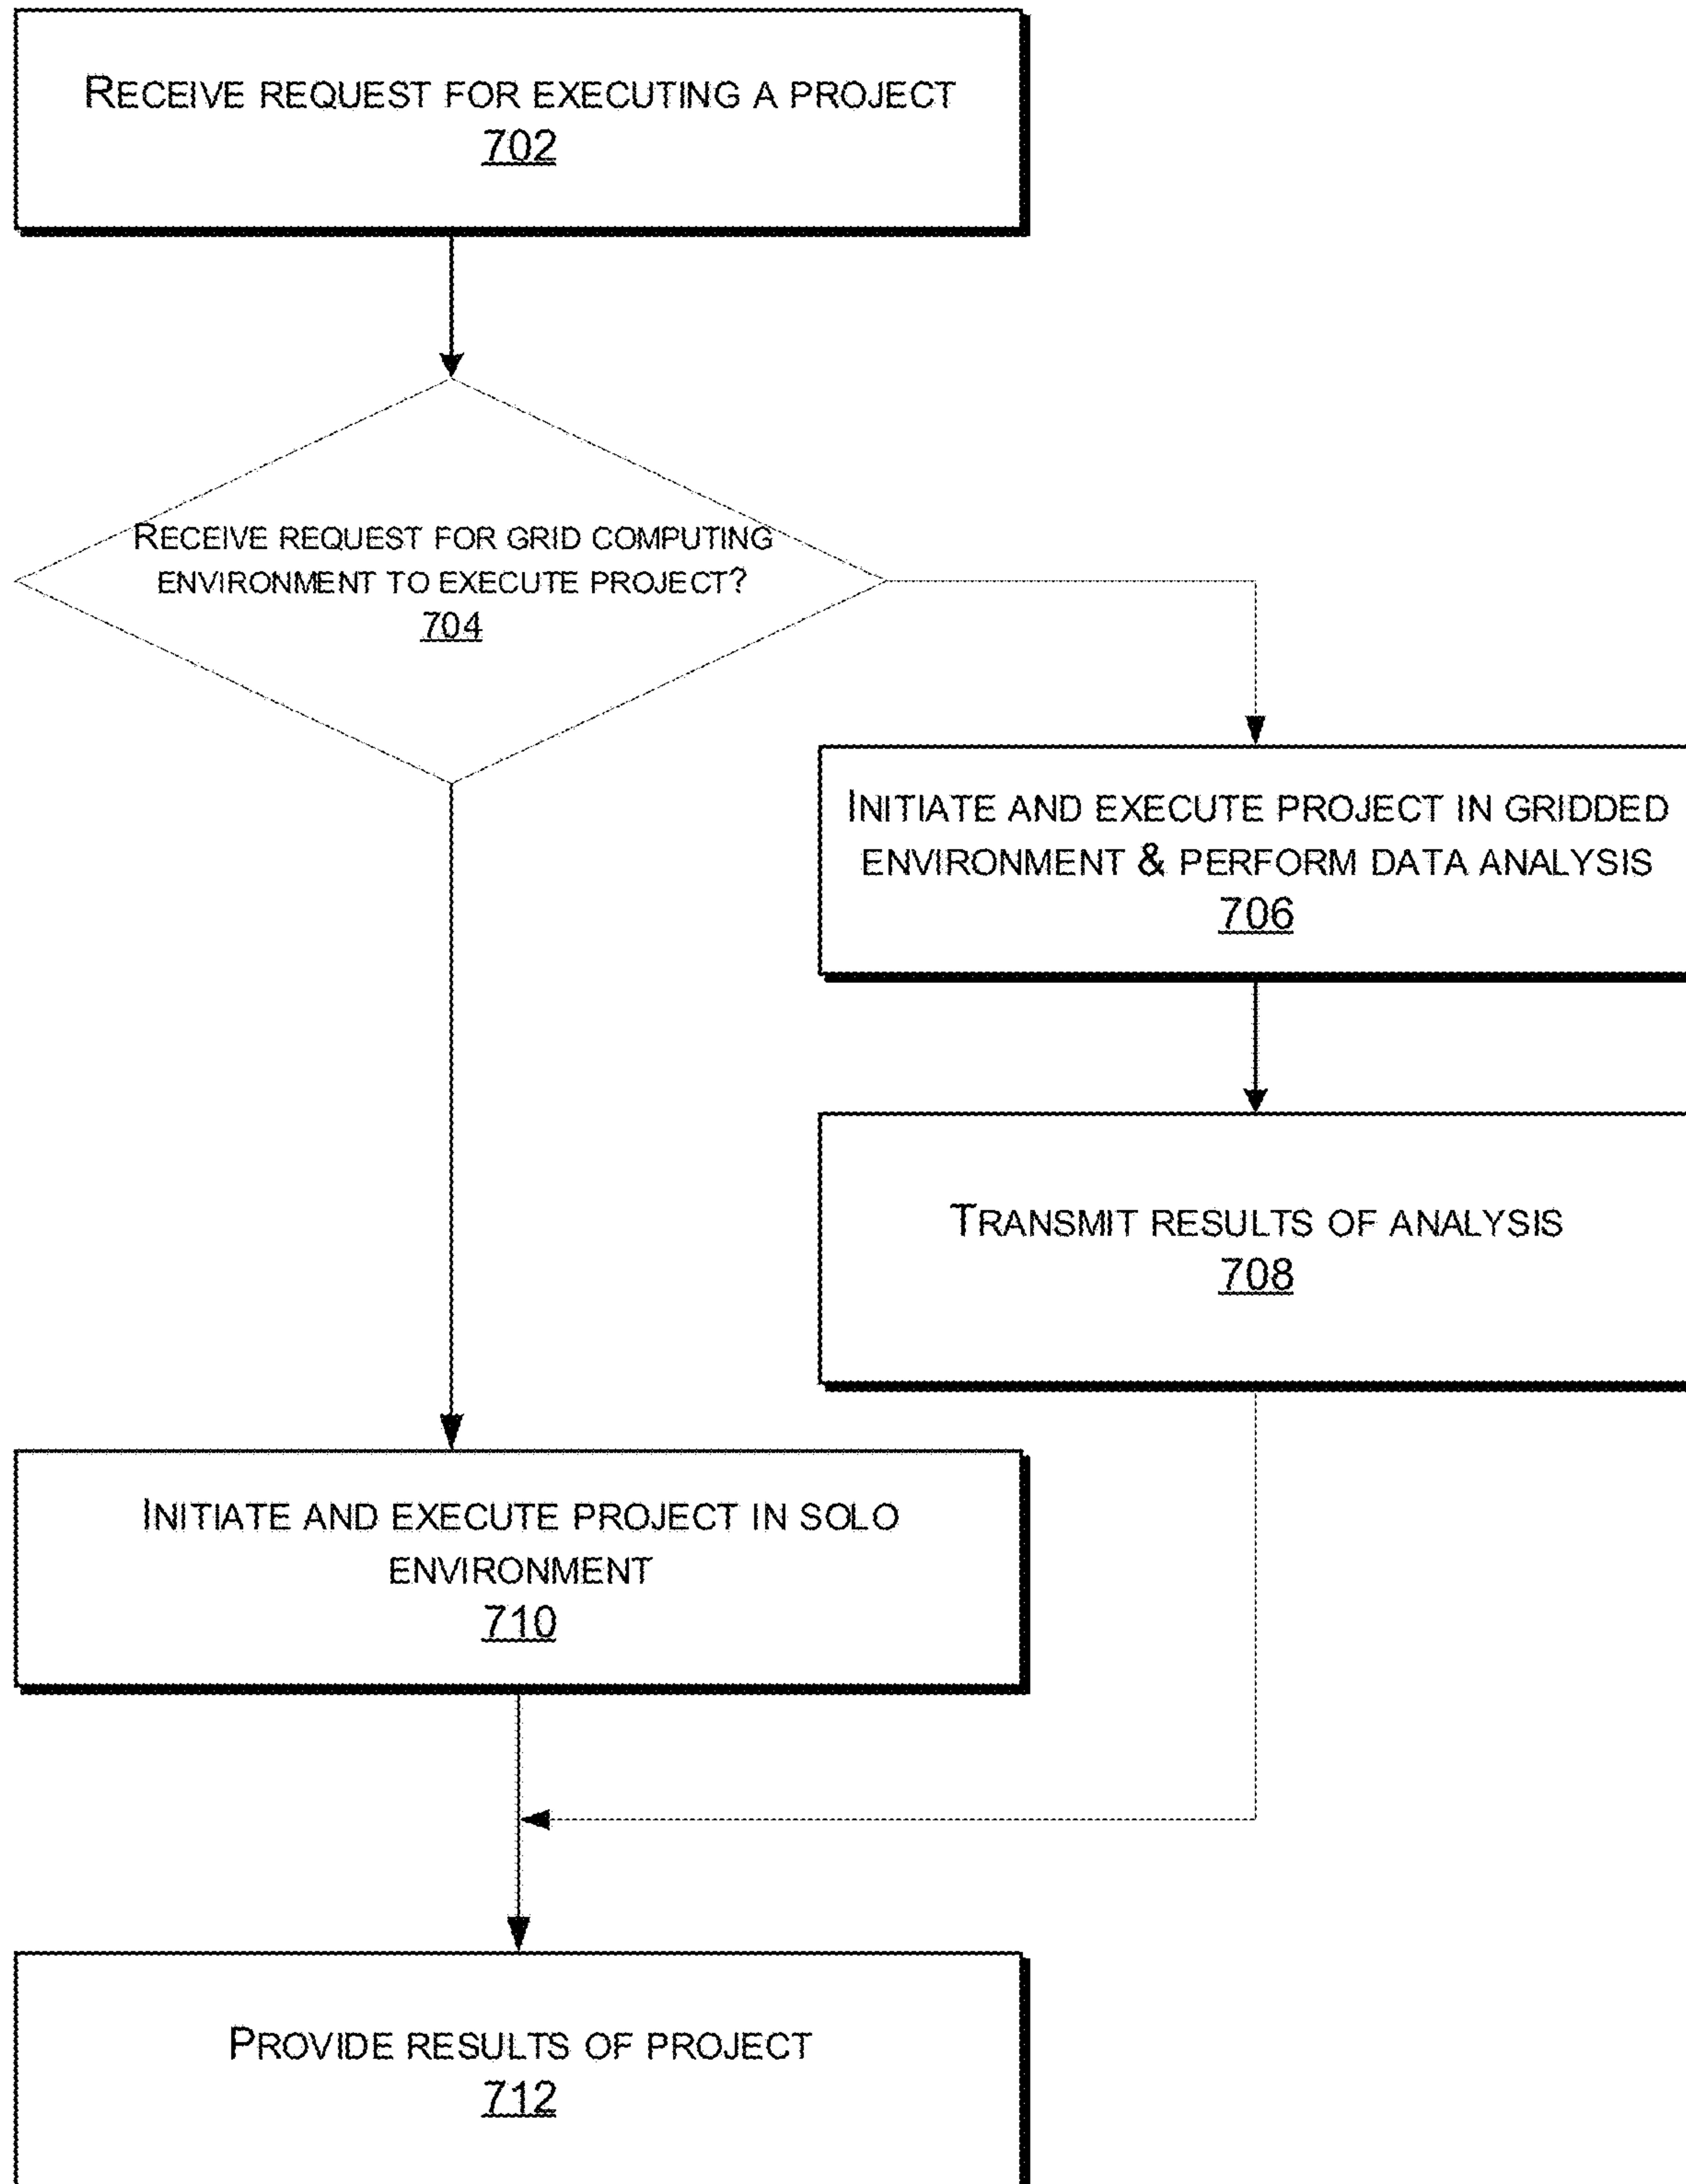 RECEIVE REQUEST FOR EXECUTING A PROJECT
702
RECEIVE REQUEST FOR GRID COMPUTING
ENVIRONMENT TO EXECUTE PROJECT?
704
INITIATE AND EXECUTE PROJECT IN GRIDDED
ENVIRONMENT & PERFORM DATA ANALYSIS
706
TRANSMIT RESULTS OF ANALYSIS
708
INITIATE AND EXECUTE PROJECT IN SOLO
ENVIRONMENT
710
PROVIDE RESULTS OF PROJECT
712